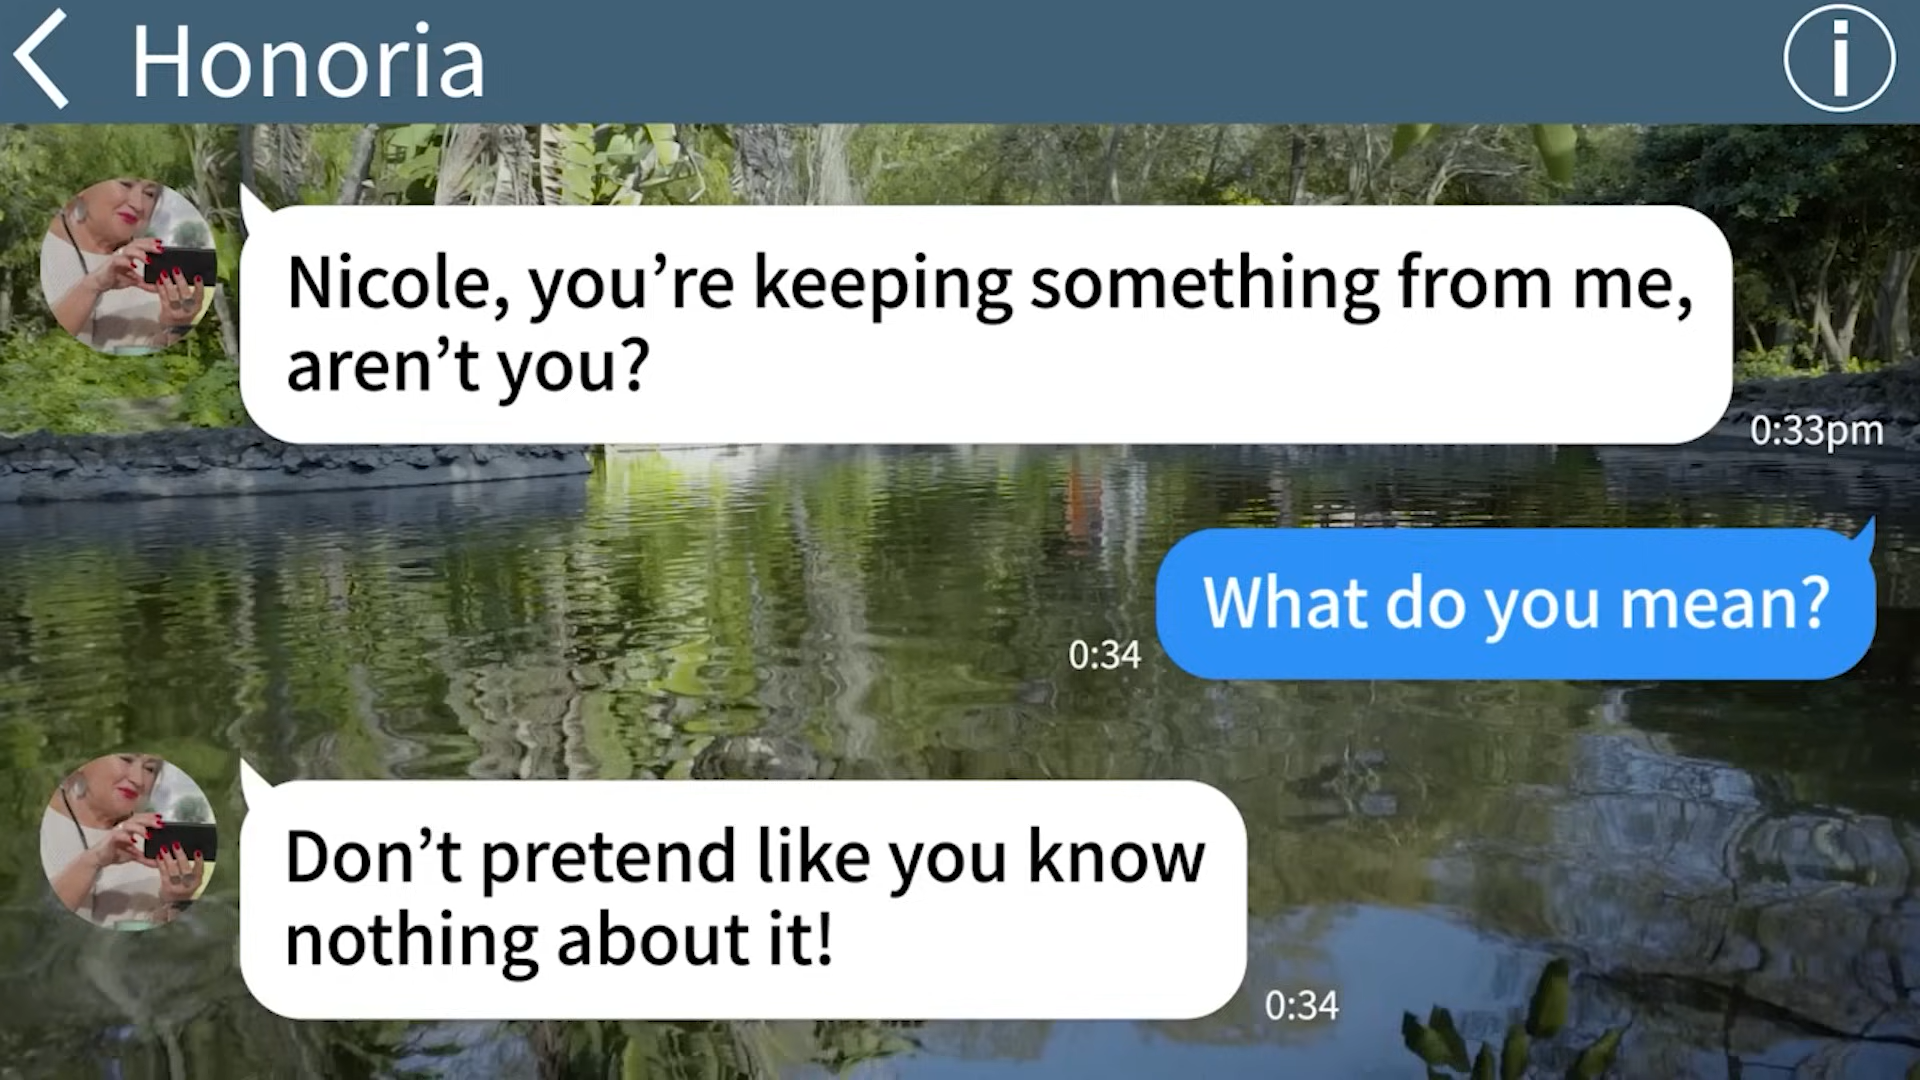 Honoria
Nicole, you’re keeping something from me,
aren’t you?
0:33pm
What do you mean?
0:34
Don’t pretend like you know
nothing about it!
0:34